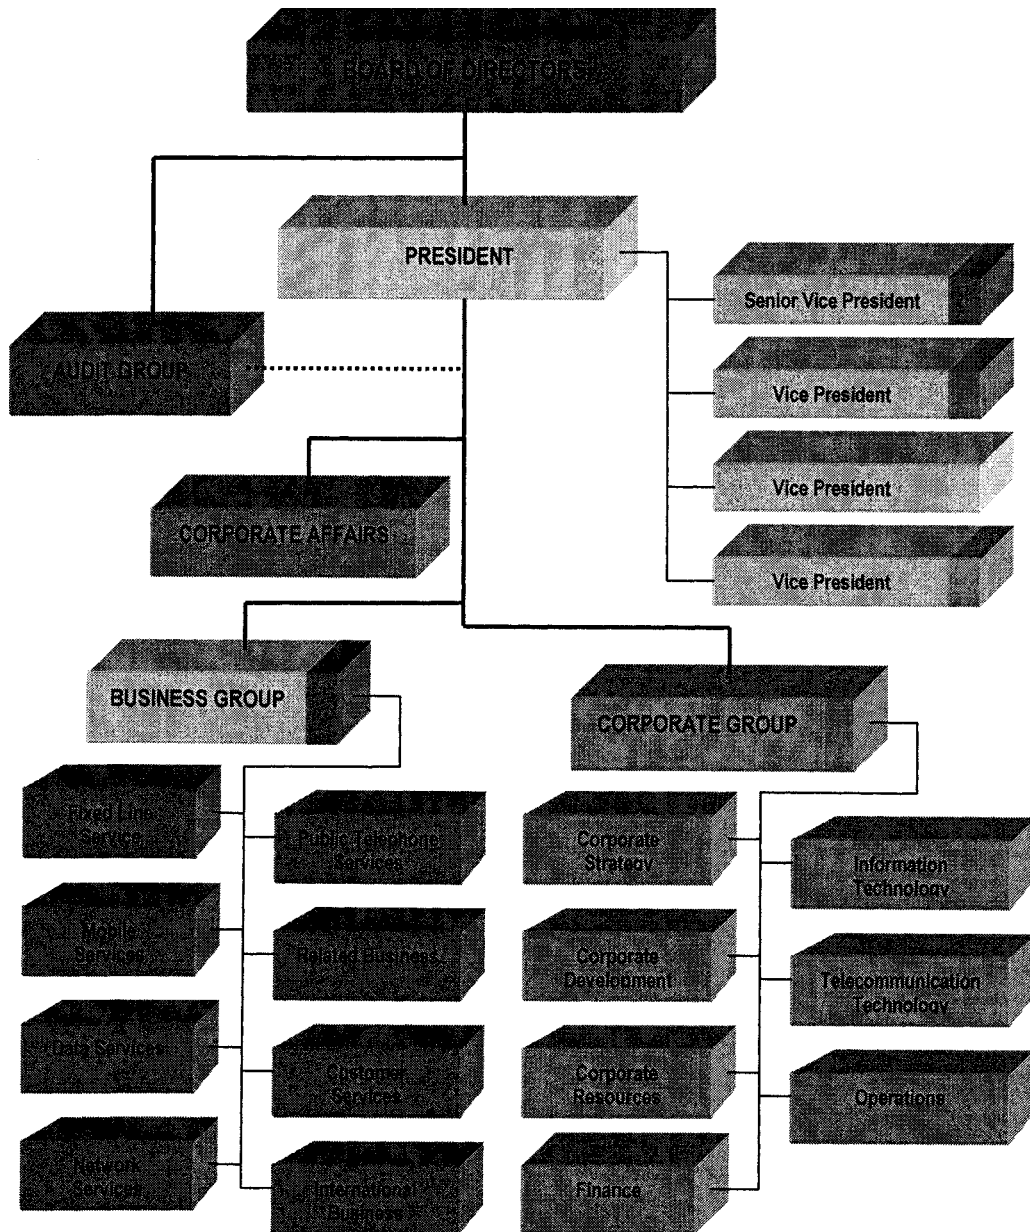 BOARD OF DIRECTORS
PRESIDENT
Senior Vice President
AUDIT GROUP
Vice President
Vice President
CORPORATE AFFAIRS
Vice President
BUSINESS GROUP
CORPORATE GROUP
Fixed Line
Service
Public Telephone
Services
Corporate
Strategy
Information
Technology
Mobile
Services
Related Business
Corporate
Development
Telecommunication
Technology
Data Services
Customer
Services
Corporate
Resources
Operations
Network
Services
International
Business
Finance